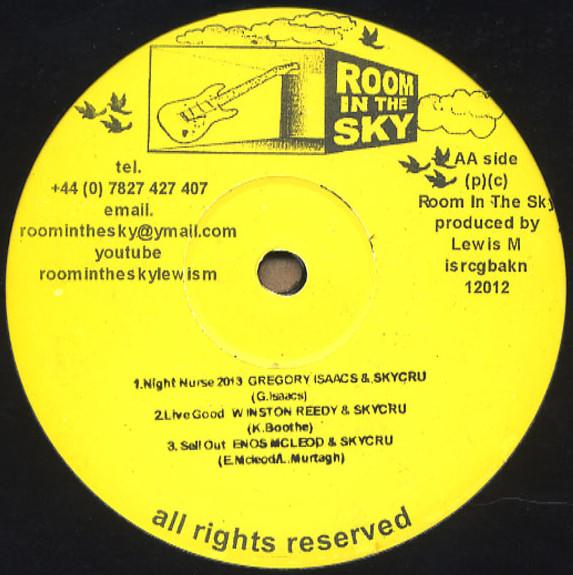 ROOM
IN THE
SKY
tel.
+44 (0) 7827 427 407
email.
roominthesky@ymail.com
youtube
roomintheskylewism
AA side
(p)(c)
Room In The Sky
produced by
Lewis M
isrcgbakn
12012
1.Night Nurse 2013 GREGORY ISAACS & SKYCRU
(G.Isaacs)
2.Live Good WINSTON REEDY & SKYCRU
(K.Boothe)
3. Sell Out ENOS MCLEOD & SKYCRU
(E.Mcleod/L.Murtagh)
all rights reserved